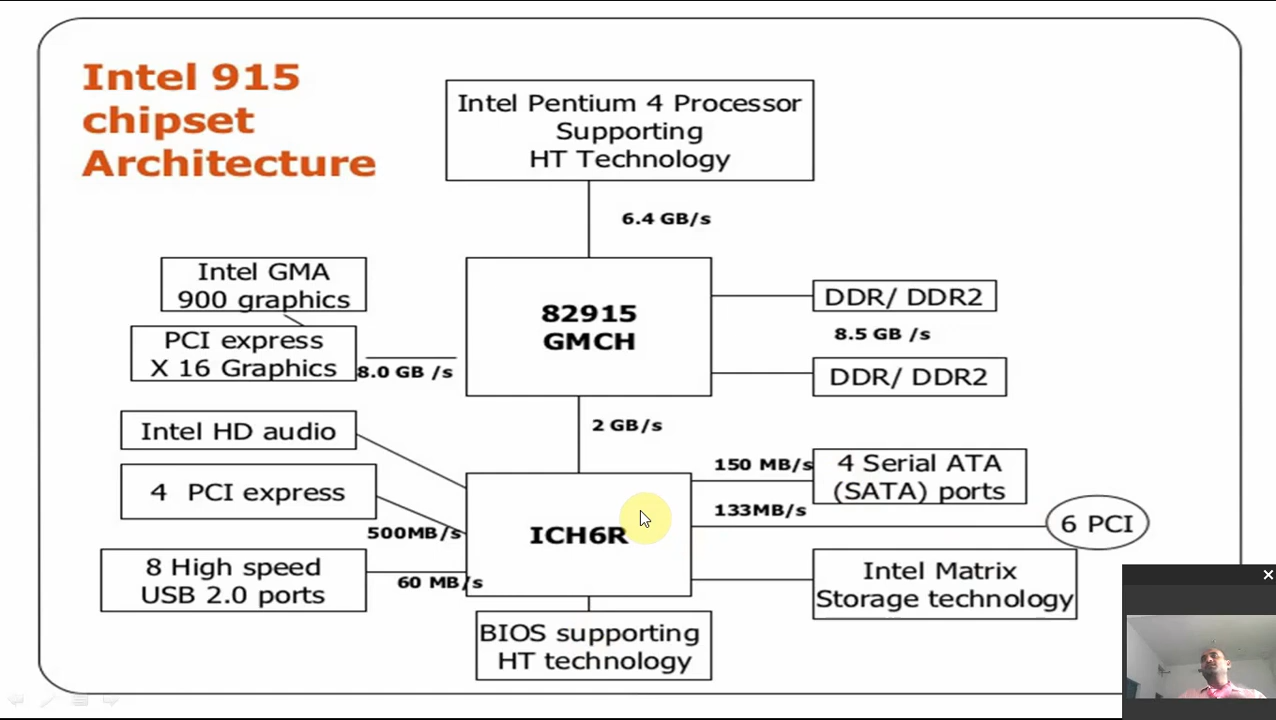 Intel 915
chipset
Architecture
Intel Pentium 4 Processor
Supporting
HT Technology
6.4 GB/s
Intel GMA
900 graphics
PCI express
X 16 Graphics
8.0 GB /s
82915
GMCH
DDR/ DDR2
8.5 GB /s
DDR/ DDR2
2 GB/s
Intel HD audio
4 PCI express
500MB/s
8 High speed
USB 2.0 ports
60 MB/s
ICH6R
150 MB/s
4 Serial ATA
(SATA) ports
133MB/s
6 PCI
Intel Matrix
Storage technology
BIOS supporting
HT technology